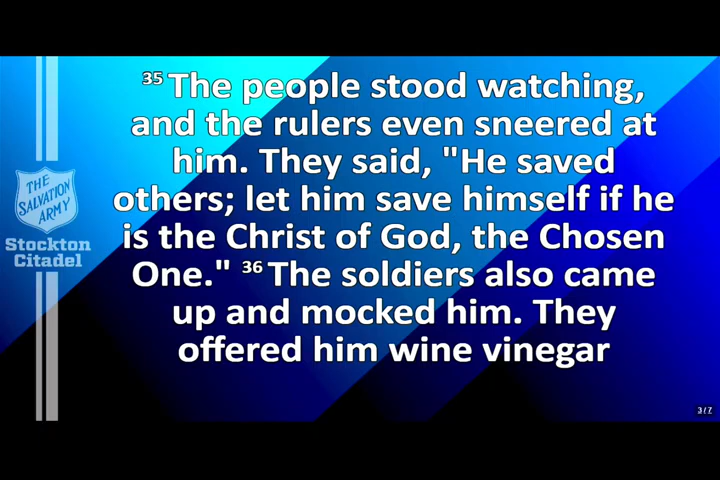 35 The people stood watching,
and the rulers even sneered at
him. They said, "He saved
others; let him save himself if he
is the Christ of God, the Chosen
One." 36 The soldiers also came
up and mocked him. They
offered him wine vinegar
THE
SALVATION
ARMY
Stockton
Citadel
3/7